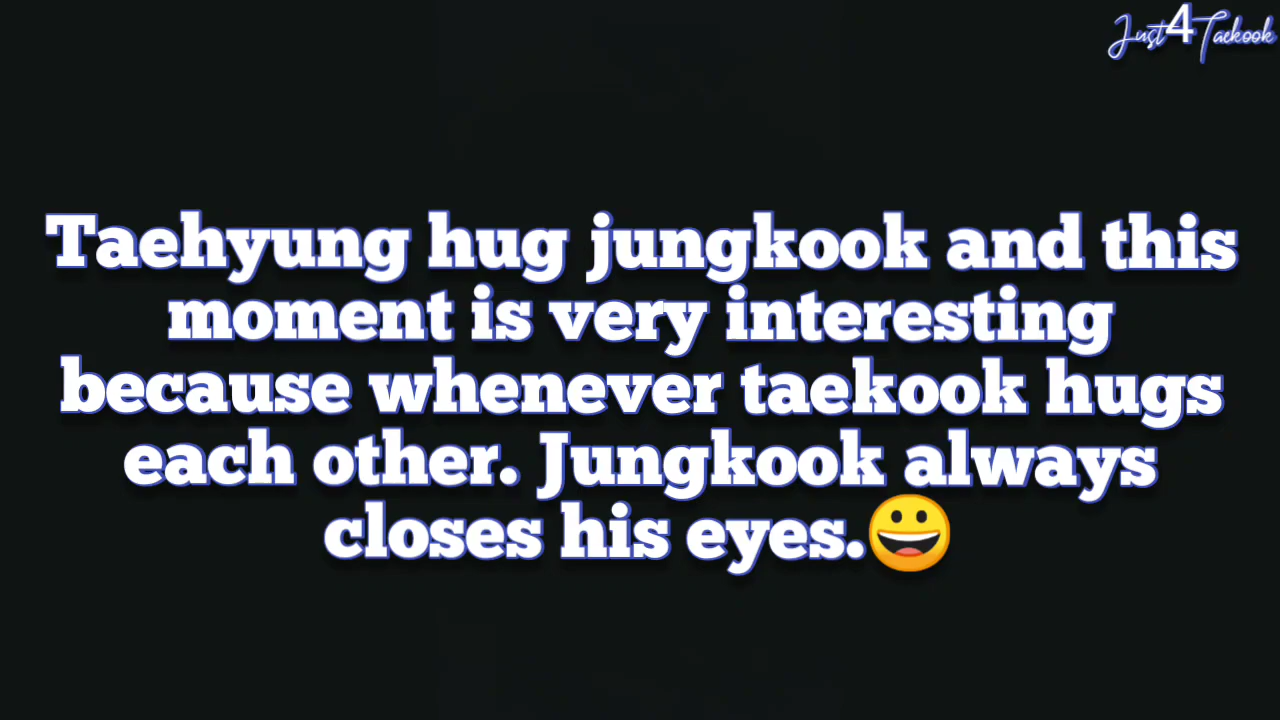 Just4Taekook
Taehyung hug jungkook and this
moment is very interesting
because whenever taekook hugs
each other. Jungkook always
closes his eyes.😀